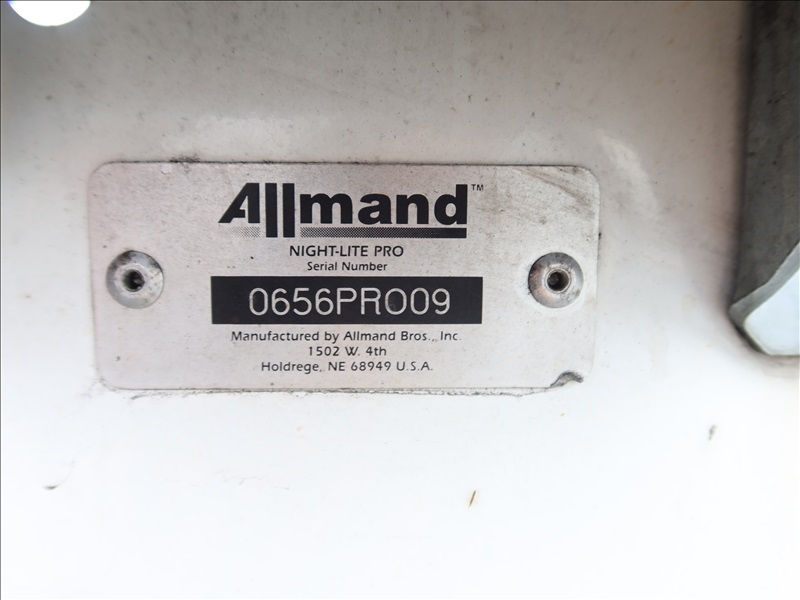 Allmand™
NIGHT-LITE PRO
Serial Number
0656PRO09
Manufactured by Allmand Bros., Inc.
1502 W. 4th
Holdrege, NE 68949 U.S.A.